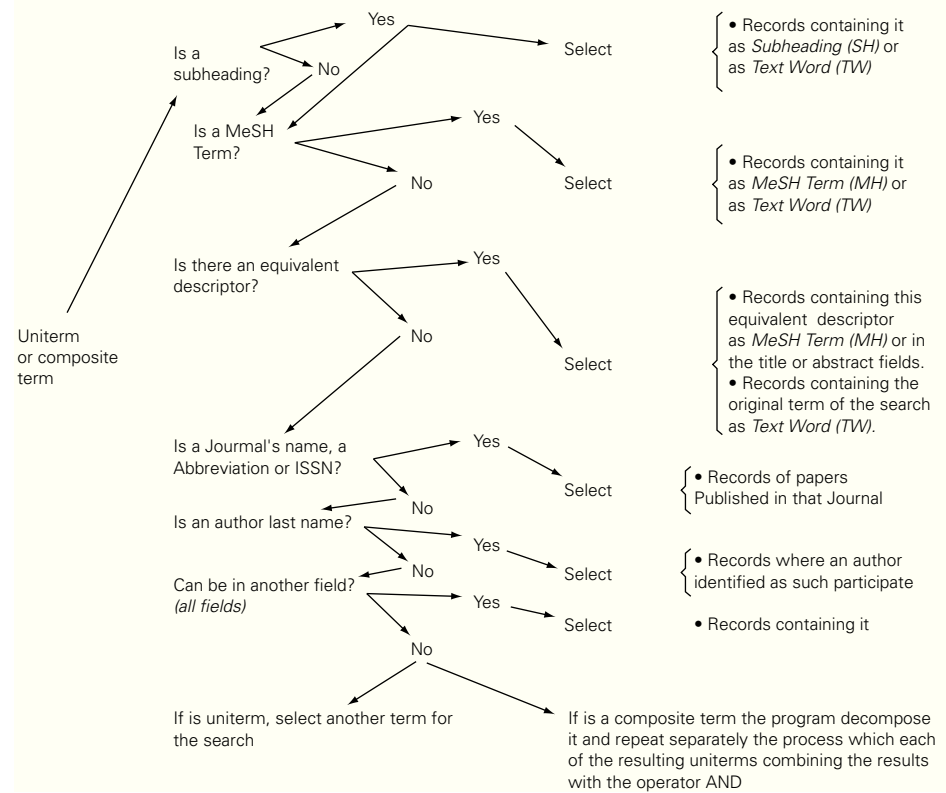 Is a
subheading?
Yes
No
Select
• Records containing it
as Subheading (SH) or
as Text Word (TW)
Is a MeSH
Term?
Yes
No
Select
• Records containing it
as MeSH Term (MH) or
as Text Word (TW)
Is there an equivalent
descriptor?
Yes
No
Select
• Records containing this
equivalent descriptor
as MeSH Term (MH) or in
the title or abstract fields.
• Records containing the
original term of the search
as Text Word (TW).
Uniterm
or composite
term
Is a Jourmal's name, a
Abbreviation or ISSN?
Yes
No
Select
• Records of papers
Published in that Journal
Is an author last name?
Yes
No
Select
• Records where an author
identified as such participate
Can be in another field?
(all fields)
Yes
No
Select
• Records containing it
If is uniterm, select another term for
the search
If is a composite term the program decompose
it and repeat separately the process which each
of the resulting uniterms combining the results
with the operator AND